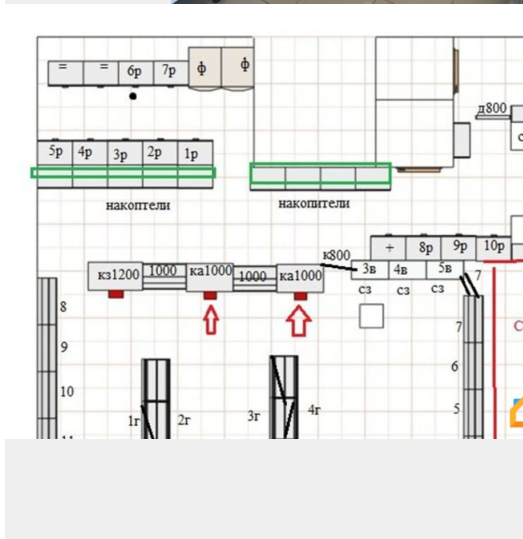 = = 6р 7р ф ф
д800
с
5р 4р 3р 2р 1р
накоптели
накопители
к800
+ 8р 9р 10р
3в 4в 5в 7
сз сз сз
кз1200 1000 ка1000 1000 ка1000
8
7
С
9
6
10
5
1г 2г 3г 4г